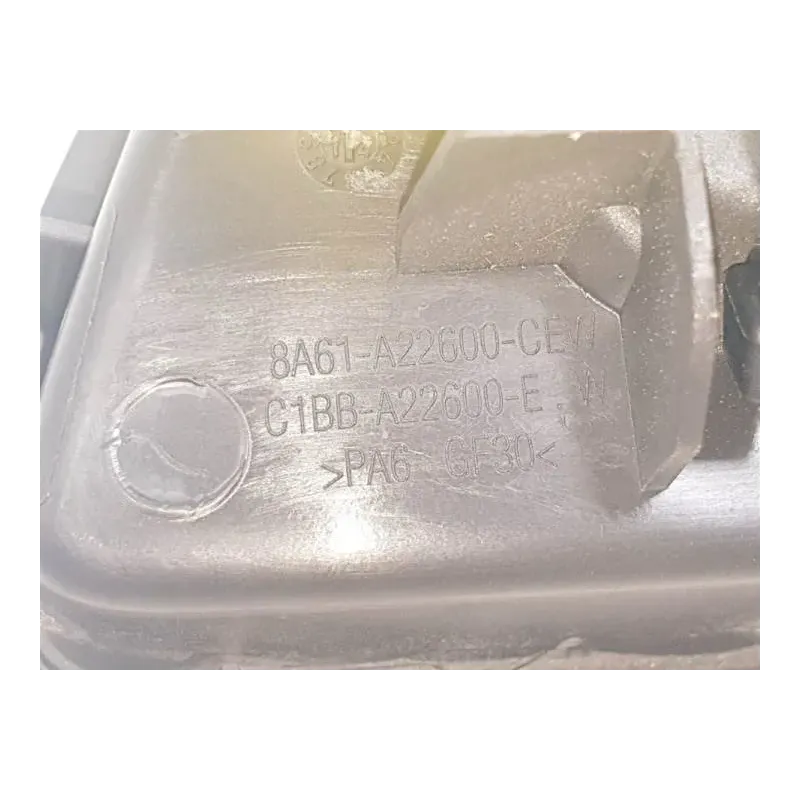 8A61-A22600-CEW
C1BB-A22600-E , W
>PA6 GF30<